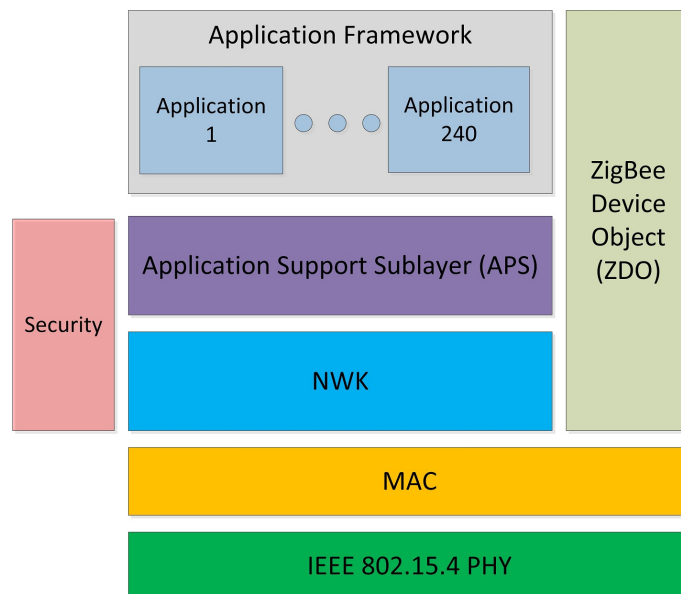 Application Framework
Application
1
Application
240
ZigBee
Device
Object
(ZDO)
Application Support Sublayer (APS)
Security
NWK
MAC
IEEE 802.15.4 PHY